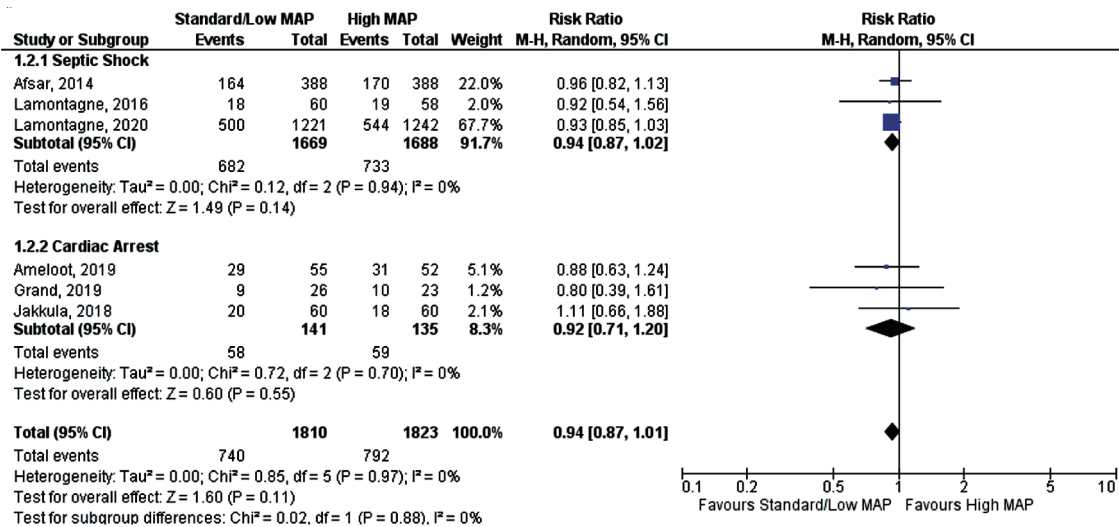 Standard/Low MAP High MAP Risk Ratio Risk Ratio
Study or Subgroup Events Total Events Total Weight M-H, Random, 95% CI M-H, Random, 95% CI
1.2.1 Septic Shock
Afsar, 2014 164 388 170 388 22.0% 0.96 [0.82, 1.13]
Lamontagne, 2016 18 60 19 58 2.0% 0.92 [0.54, 1.56]
Lamontagne, 2020 500 1221 544 1242 67.7% 0.93 [0.85, 1.03]
Subtotal (95% CI) 1669 1688 91.7% 0.94 [0.87, 1.02]
Total events 682 733
Heterogeneity: Tau² = 0.00; Chi² = 0.12, df = 2 (P = 0.94); I² = 0%
Test for overall effect: Z = 1.49 (P = 0.14)
1.2.2 Cardiac Arrest
Ameloot, 2019 29 55 31 52 5.1% 0.88 [0.63, 1.24]
Grand, 2019 9 26 10 23 1.2% 0.80 [0.39, 1.61]
Jakkula, 2018 20 60 18 60 2.1% 1.11 [0.66, 1.88]
Subtotal (95% CI) 141 135 8.3% 0.92 [0.71, 1.20]
Total events 58 59
Heterogeneity: Tau² = 0.00; Chi² = 0.72, df = 2 (P = 0.70); I² = 0%
Test for overall effect: Z = 0.60 (P = 0.55)
Total (95% CI) 1810 1823 100.0% 0.94 [0.87, 1.01]
Total events 740 792
Heterogeneity: Tau² = 0.00; Chi² = 0.85, df = 5 (P = 0.97); I² = 0%
Test for overall effect: Z = 1.60 (P = 0.11)
Test for subgroup differences: Chi² = 0.02, df = 1 (P = 0.88), I² = 0%
0.1 0.2 0.5 1 2 5 10
Favours Standard/Low MAP Favours High MAP